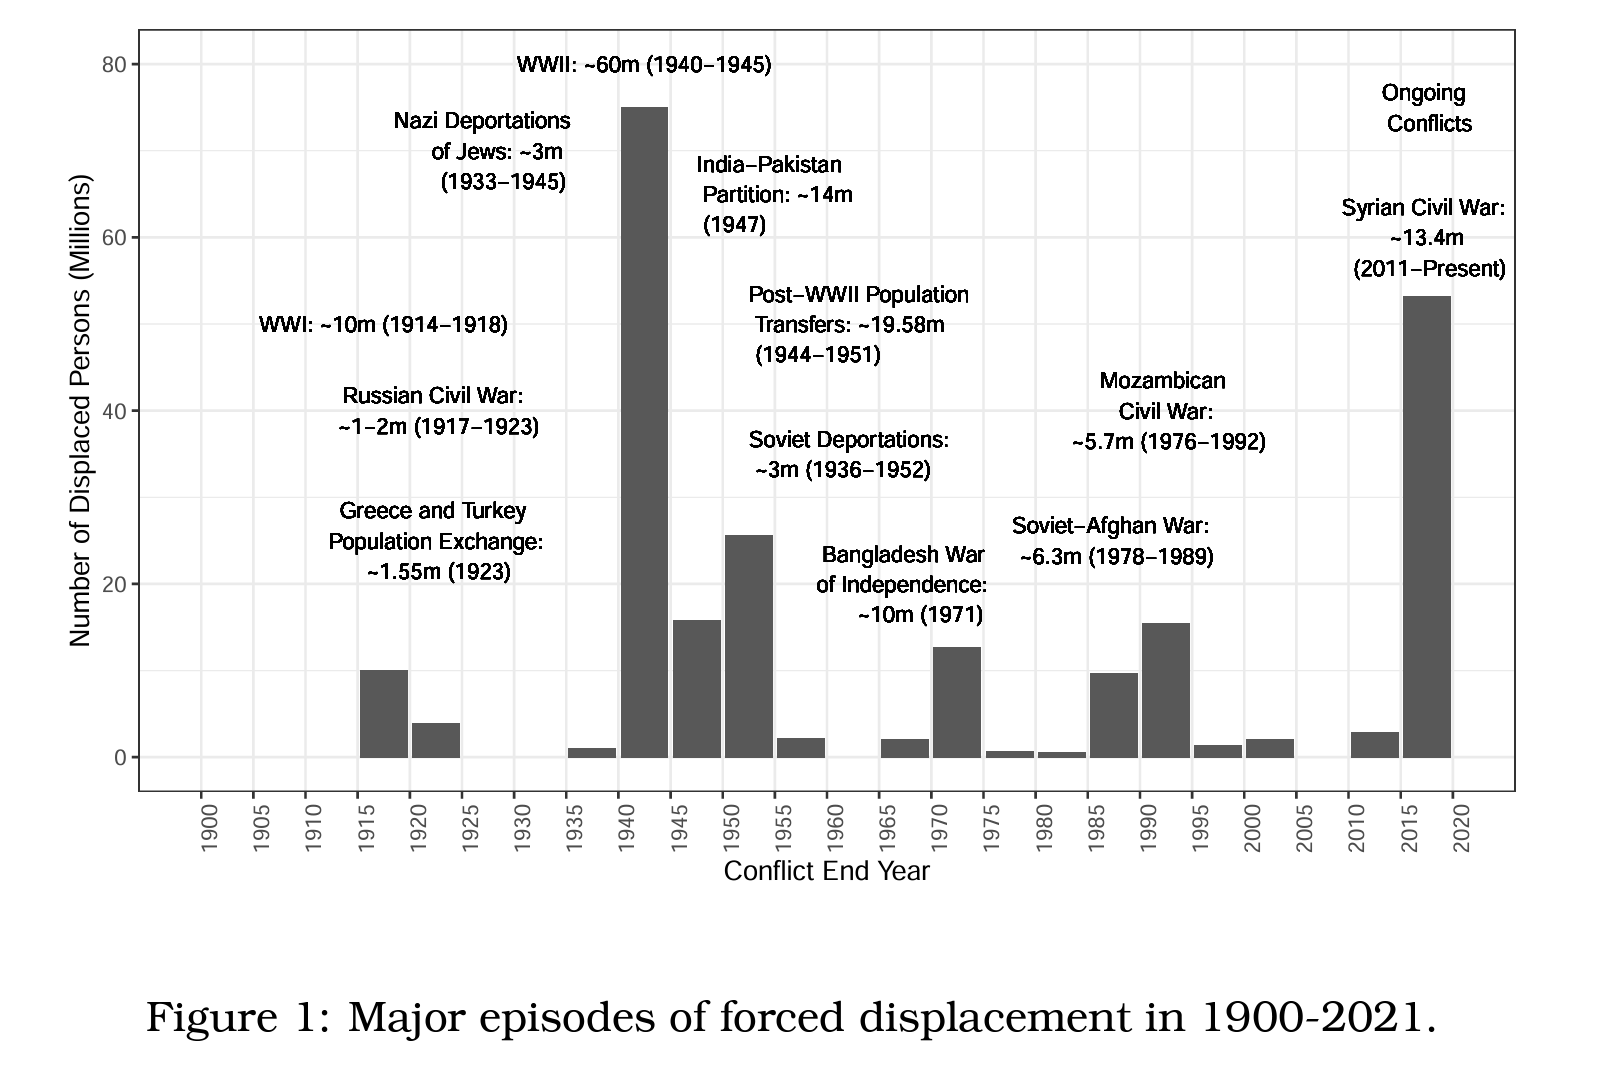 80
60
40
20
0
Number of Displaced Persons (Millions)
WWII: ~60m (1940–1945)
Nazi Deportations
of Jews: ~3m
(1933–1945)
India–Pakistan
Partition: ~14m
(1947)
Ongoing
Conflicts
Syrian Civil War:
~13.4m
(2011–Present)
Post–WWII Population
Transfers: ~19.58m
(1944–1951)
WWI: ~10m (1914–1918)
Russian Civil War:
~1–2m (1917–1923)
Mozambican
Civil War:
~5.7m (1976–1992)
Soviet Deportations:
~3m (1936–1952)
Greece and Turkey
Population Exchange:
~1.55m (1923)
Soviet–Afghan War:
~6.3m (1978–1989)
Bangladesh War
of Independence:
~10m (1971)
1900 1905 1910 1915 1920 1925 1930 1935 1940 1945 1950 1955 1960 1965 1970 1975 1980 1985 1990 1995 2000 2005 2010 2015 2020
Conflict End Year
Figure 1: Major episodes of forced displacement in 1900-2021.